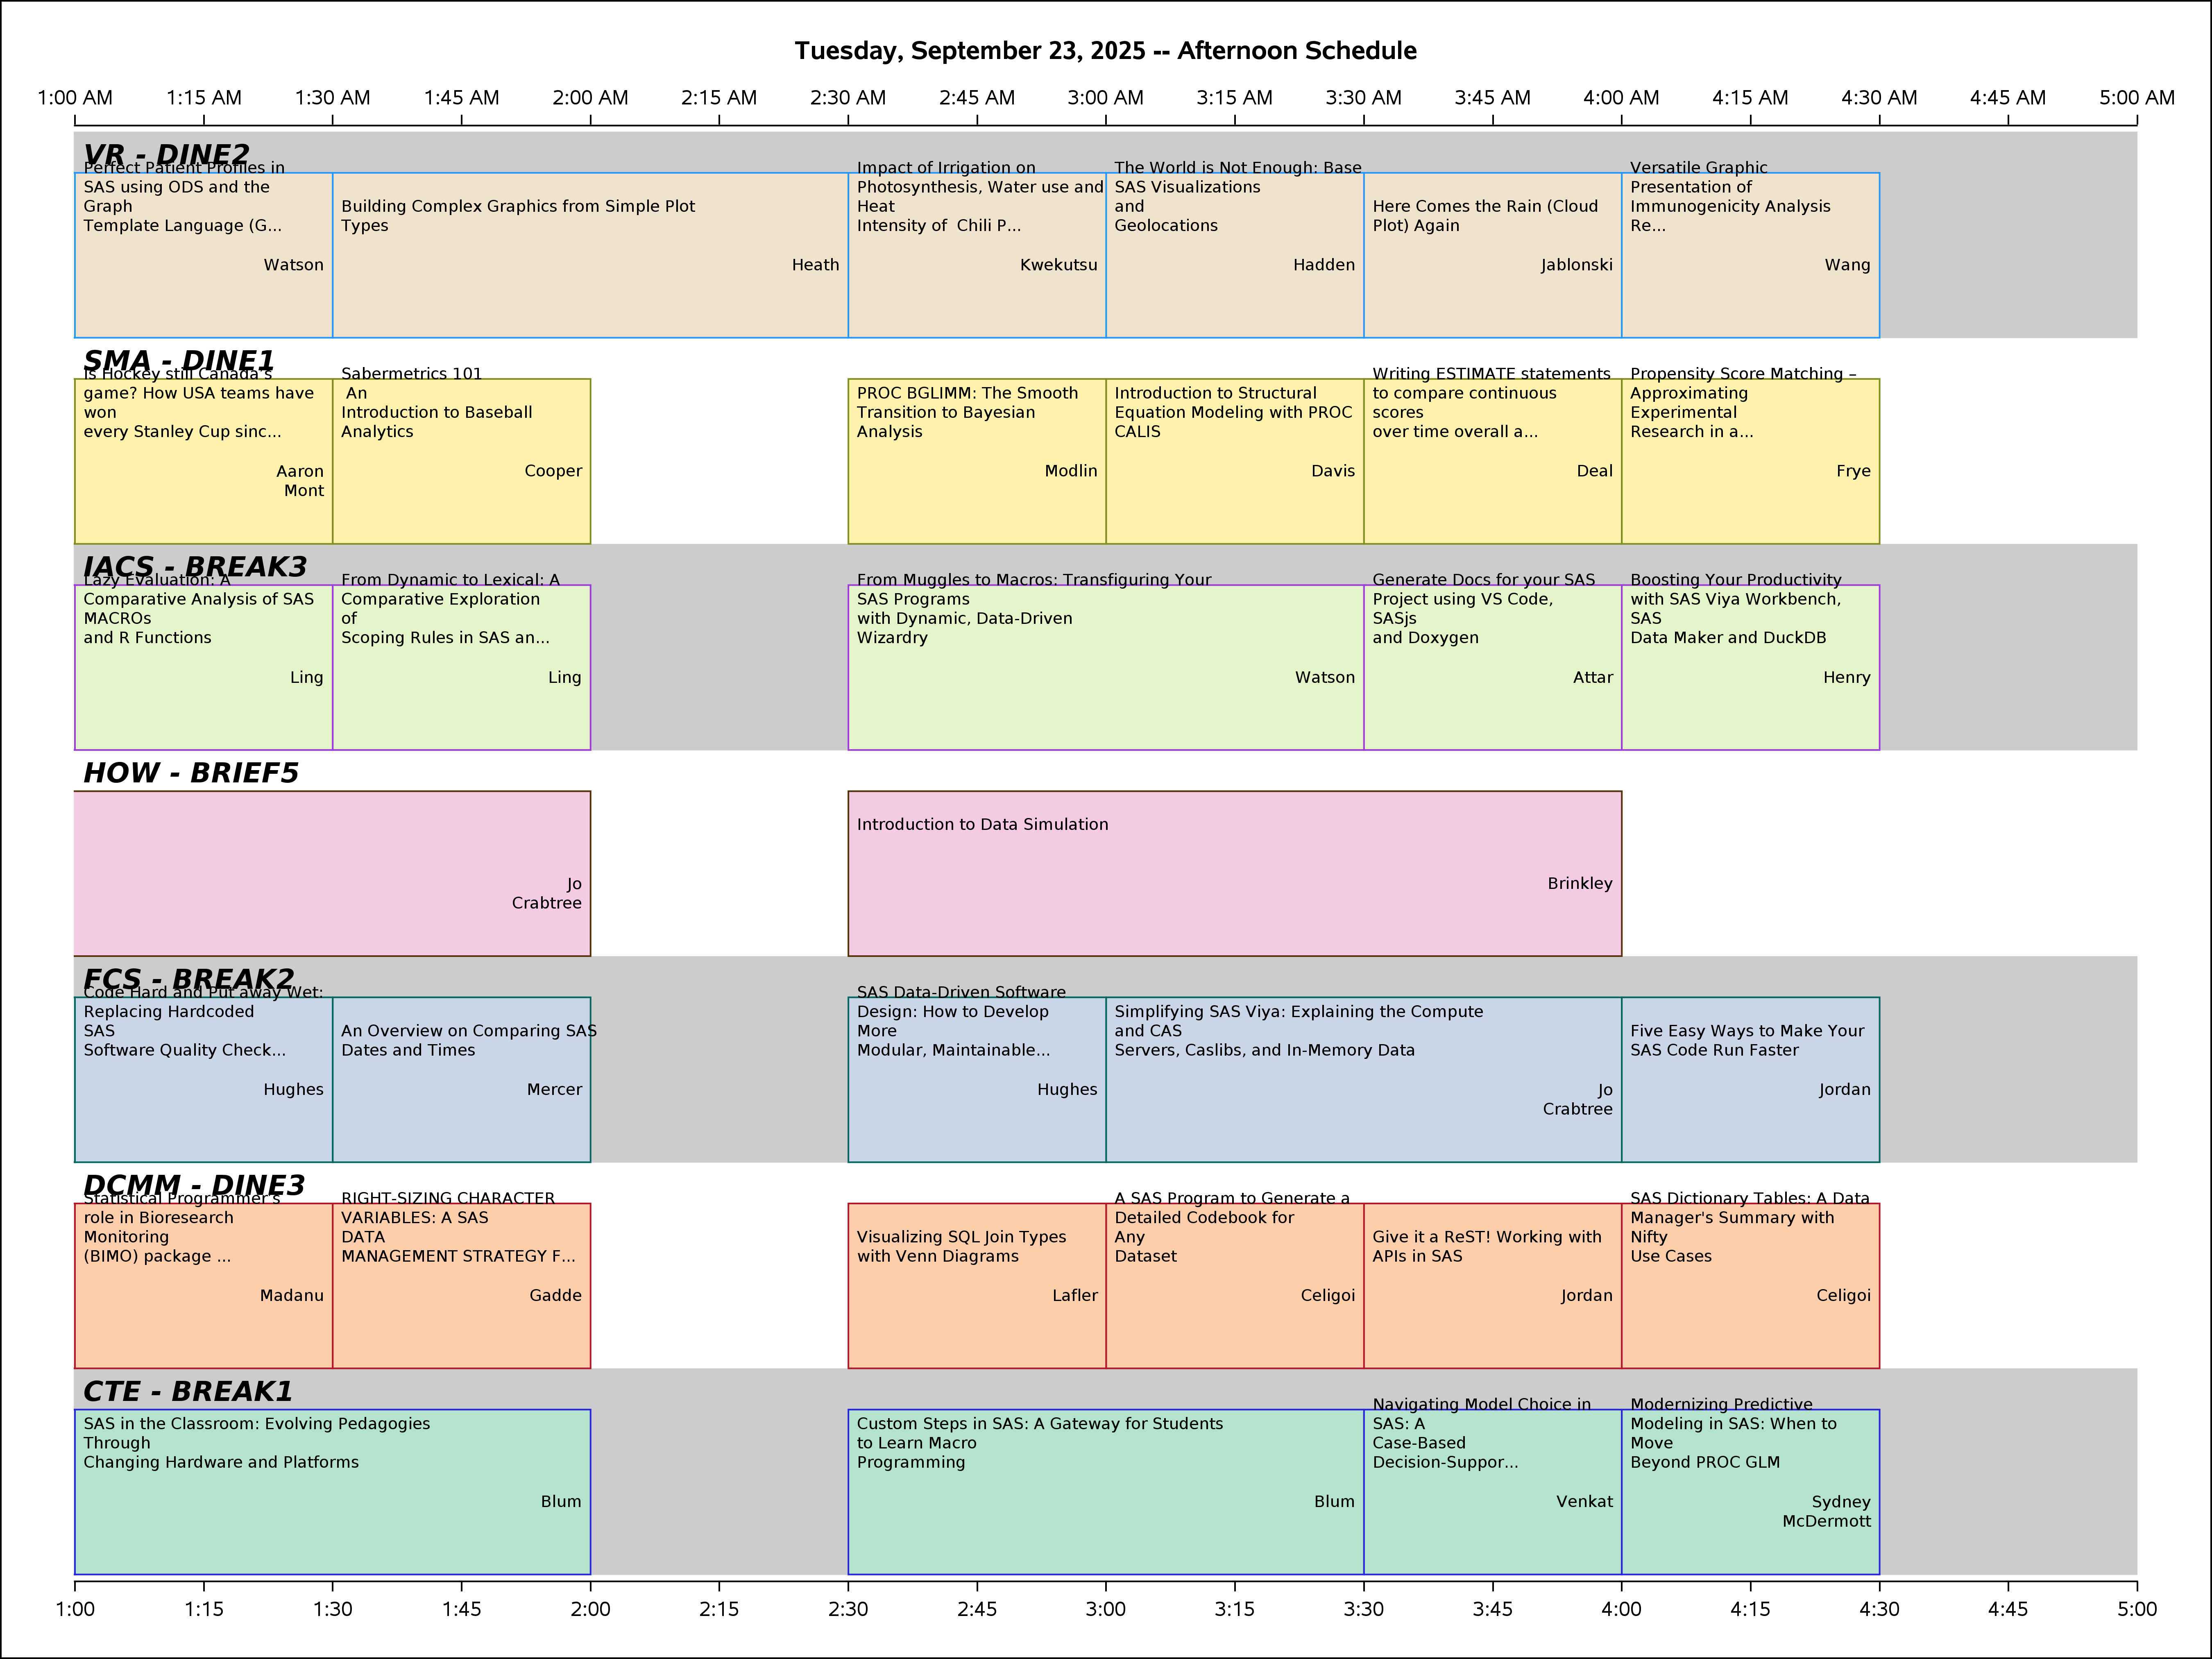 Tuesday, September 23, 2025 -- Afternoon Schedule
1:00 AM 1:15 AM 1:30 AM 1:45 AM 2:00 AM 2:15 AM 2:30 AM 2:45 AM 3:00 AM 3:15 AM 3:30 AM 3:45 AM 4:00 AM 4:15 AM 4:30 AM 4:45 AM 5:00 AM
VR - DINE2
Perfect Patient Profiles in
SAS using ODS and the
Graph
Template Language (G...
Watson
Building Complex Graphics from Simple Plot
Types
Heath
Impact of Irrigation on
Photosynthesis, Water use and
Heat
Intensity of  Chili P...
Kwekutsu
The World is Not Enough: Base
SAS Visualizations
and
Geolocations
Hadden
Here Comes the Rain (Cloud
Plot) Again
Jablonski
Versatile Graphic
Presentation of
Immunogenicity Analysis
Re...
Wang
SMA - DINE1
Is Hockey still Canada's
game? How USA teams have
won
every Stanley Cup sinc...
Aaron
Mont
Sabermetrics 101
An
Introduction to Baseball
Analytics
Cooper
PROC BGLIMM: The Smooth
Transition to Bayesian
Analysis
Modlin
Introduction to Structural
Equation Modeling with PROC
CALIS
Davis
Writing ESTIMATE statements
to compare continuous
scores
over time overall a...
Deal
Propensity Score Matching –
Approximating
Experimental
Research in a...
Frye
IACS - BREAK3
Lazy Evaluation: A
Comparative Analysis of SAS
MACROs
and R Functions
Ling
From Dynamic to Lexical: A
Comparative Exploration
of
Scoping Rules in SAS an...
Ling
From Muggles to Macros: Transfiguring Your
SAS Programs
with Dynamic, Data-Driven
Wizardry
Watson
Generate Docs for your SAS
Project using VS Code,
SASjs
and Doxygen
Attar
Boosting Your Productivity
with SAS Viya Workbench,
SAS
Data Maker and DuckDB
Henry
HOW - BRIEF5
Jo
Crabtree
Introduction to Data Simulation
Brinkley
FCS - BREAK2
Code Hard and Put away Wet:
Replacing Hardcoded
SAS
Software Quality Check...
Hughes
An Overview on Comparing SAS
Dates and Times
Mercer
SAS Data-Driven Software
Design: How to Develop
More
Modular, Maintainable...
Hughes
Simplifying SAS Viya: Explaining the Compute
and CAS
Servers, Caslibs, and In-Memory Data
Jo
Crabtree
Five Easy Ways to Make Your
SAS Code Run Faster
Jordan
DCMM - DINE3
Statistical Programmer's
role in Bioresearch
Monitoring
(BIMO) package ...
Madanu
RIGHT-SIZING CHARACTER
VARIABLES: A SAS
DATA
MANAGEMENT STRATEGY F...
Gadde
Visualizing SQL Join Types
with Venn Diagrams
Lafler
A SAS Program to Generate a
Detailed Codebook for
Any
Dataset
Celigoi
Give it a ReST! Working with
APIs in SAS
Jordan
SAS Dictionary Tables: A Data
Manager's Summary with
Nifty
Use Cases
Celigoi
CTE - BREAK1
SAS in the Classroom: Evolving Pedagogies
Through
Changing Hardware and Platforms
Blum
Custom Steps in SAS: A Gateway for Students
to Learn Macro
Programming
Blum
Navigating Model Choice in
SAS: A
Case-Based
Decision-Suppor...
Venkat
Modernizing Predictive
Modeling in SAS: When to
Move
Beyond PROC GLM
Sydney
McDermott
1:00 1:15 1:30 1:45 2:00 2:15 2:30 2:45 3:00 3:15 3:30 3:45 4:00 4:15 4:30 4:45 5:00